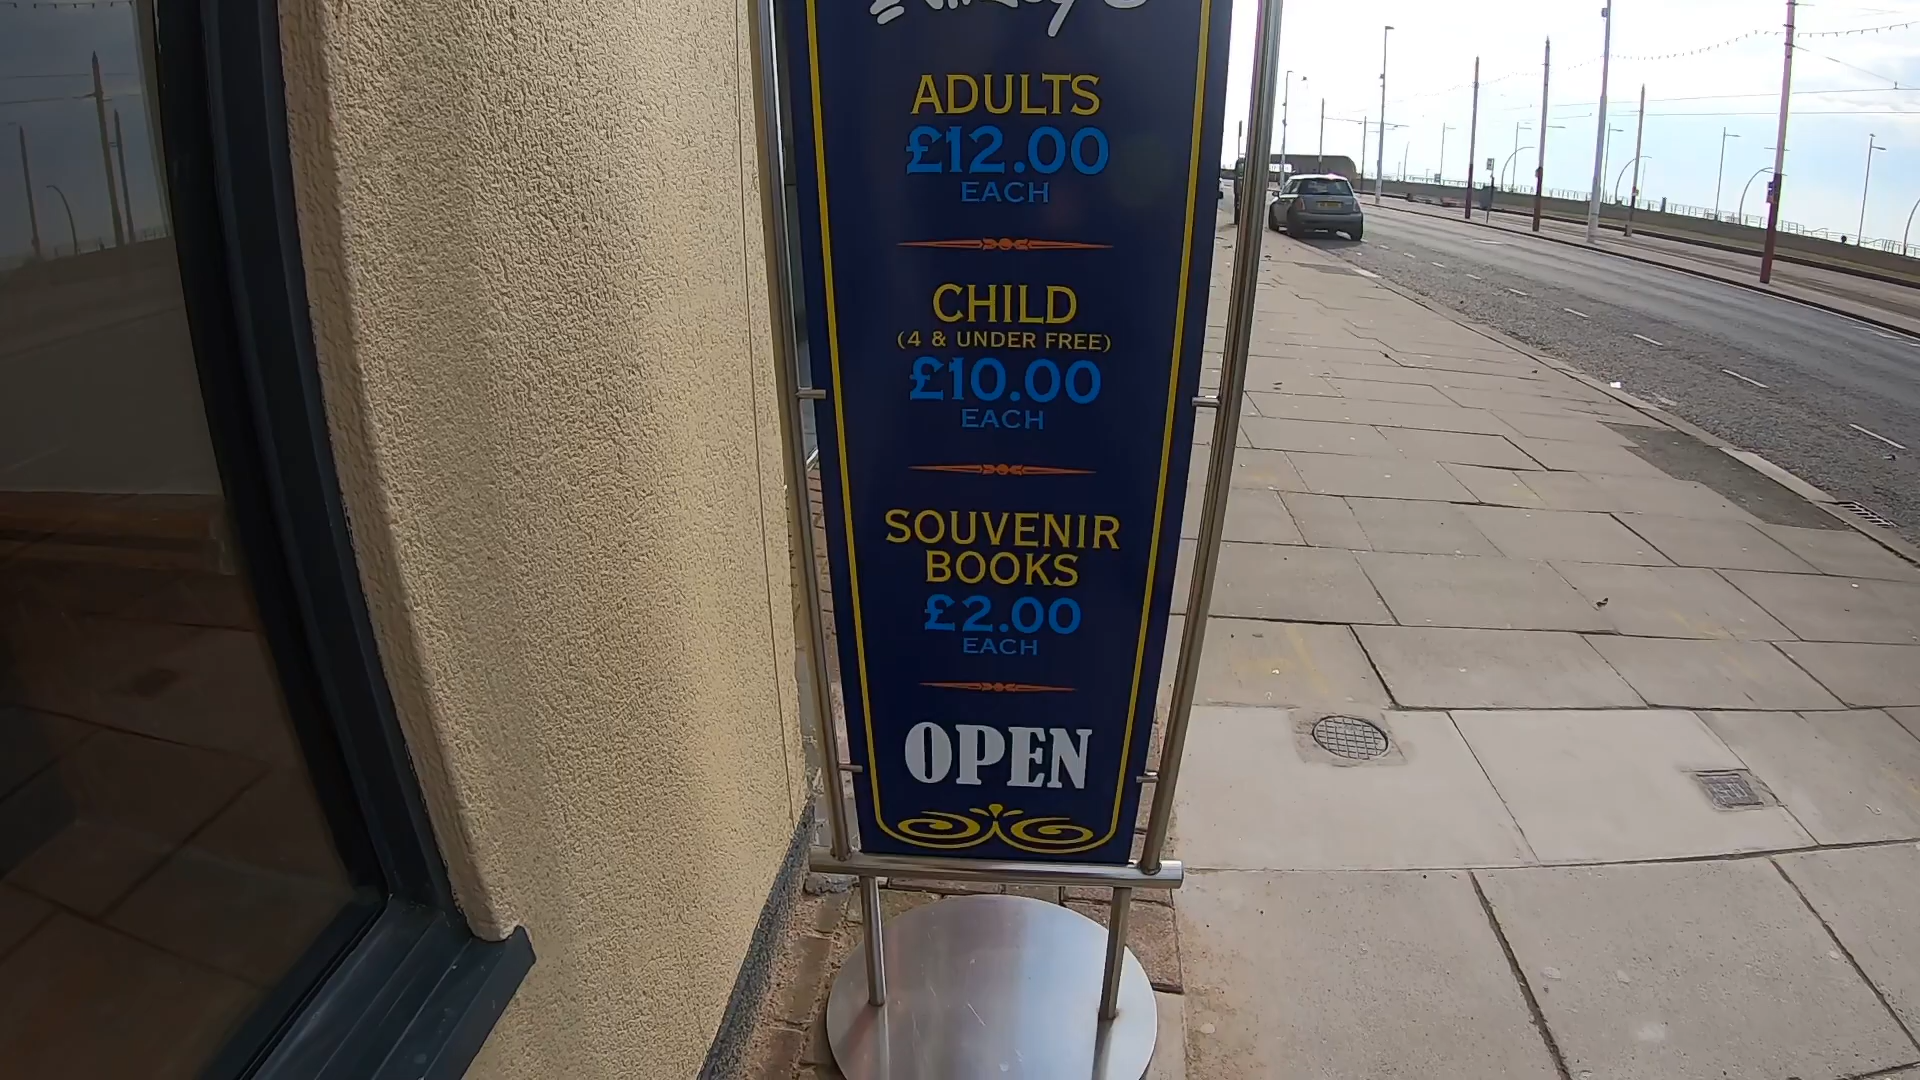 ADULTS
£12.00
EACH
CHILD
(4 & UNDER FREE)
£10.00
EACH
SOUVENIR
BOOKS
£2.00
EACH
OPEN